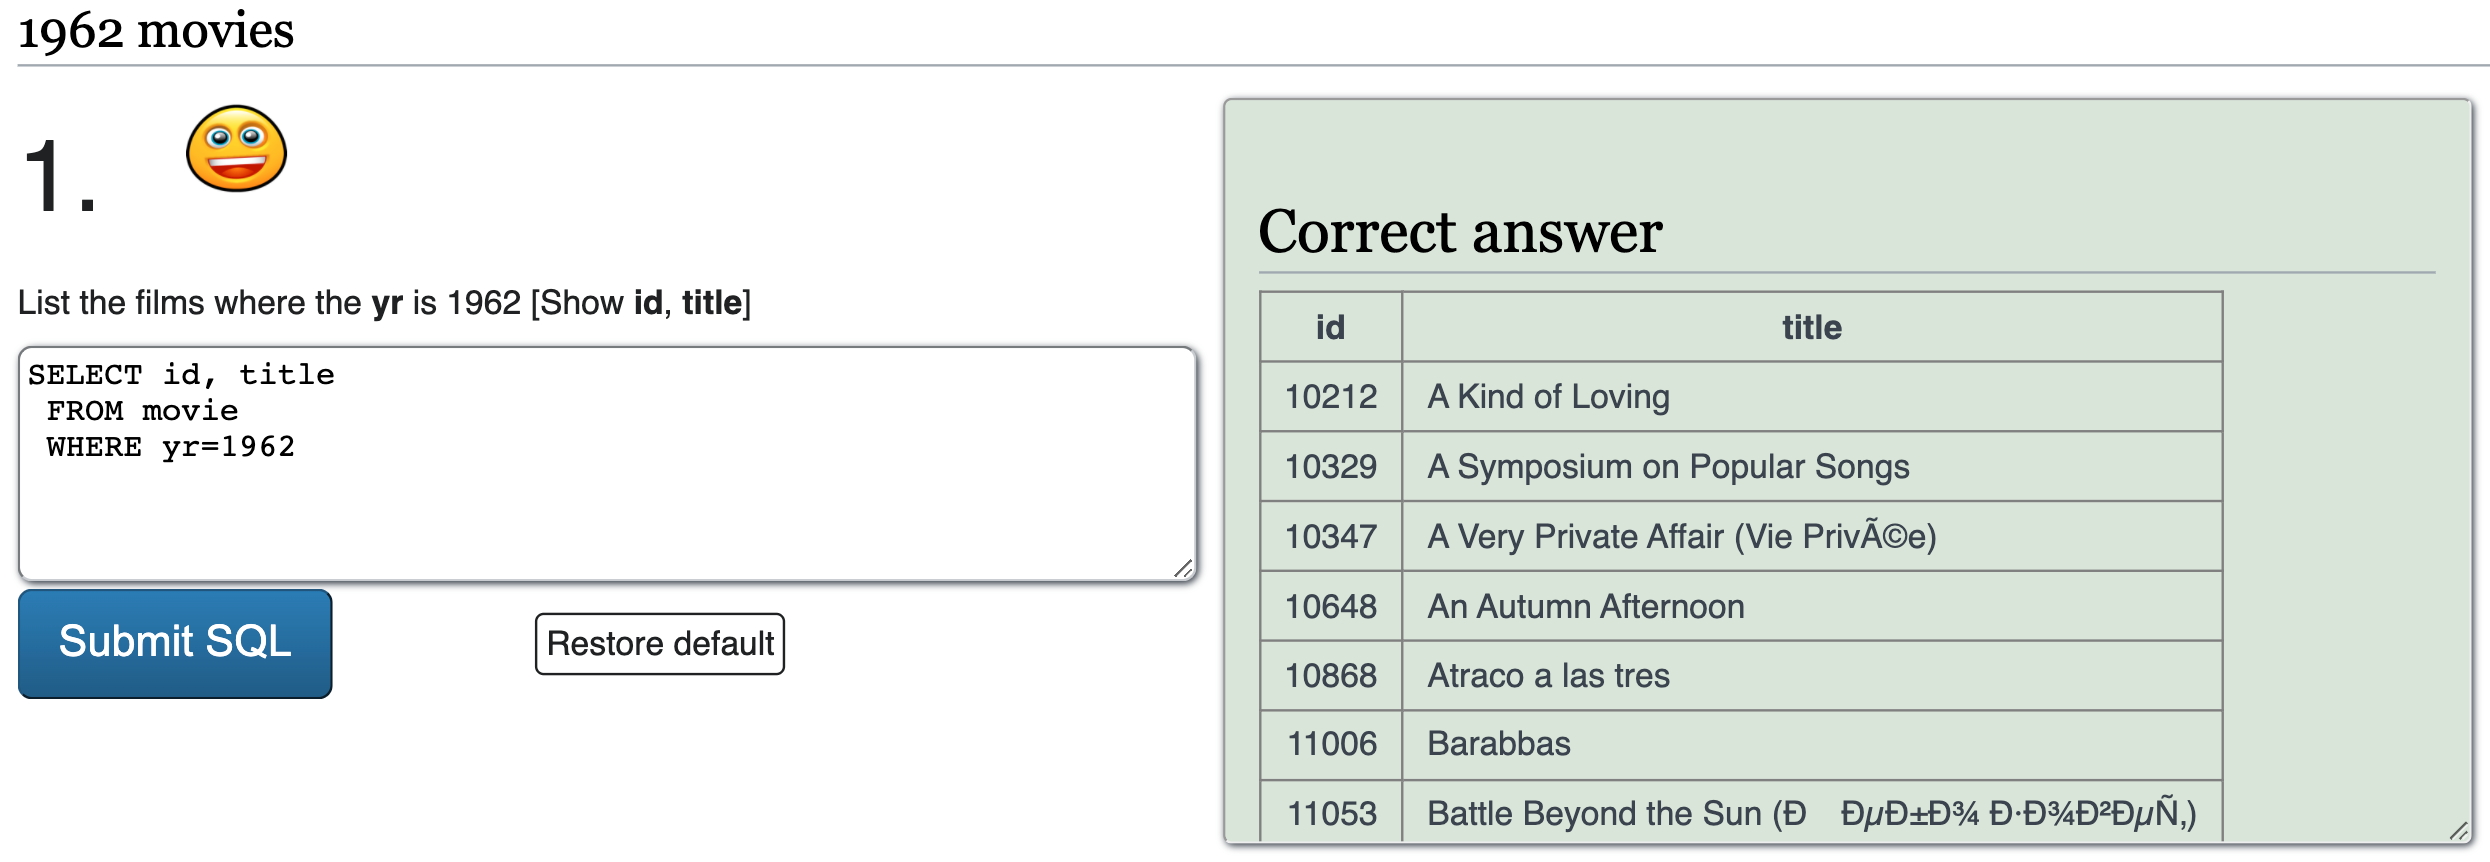 1962 movies
1.
List the films where the yr is 1962 [Show id, title]
SELECT id, title
FROM movie
WHERE yr=1962
Submit SQL
Restore default
Correct answer
id title
10212 A Kind of Loving
10329 A Symposium on Popular Songs
10347 A Very Private Affair (Vie PrivÃ©e)
10648 An Autumn Afternoon
10868 Atraco a las tres
11006 Barabbas
11053 Battle Beyond the Sun (Ð ÐµÐ±Ð¾ Ð·Ð¾Ð²ÐµÑ‚)